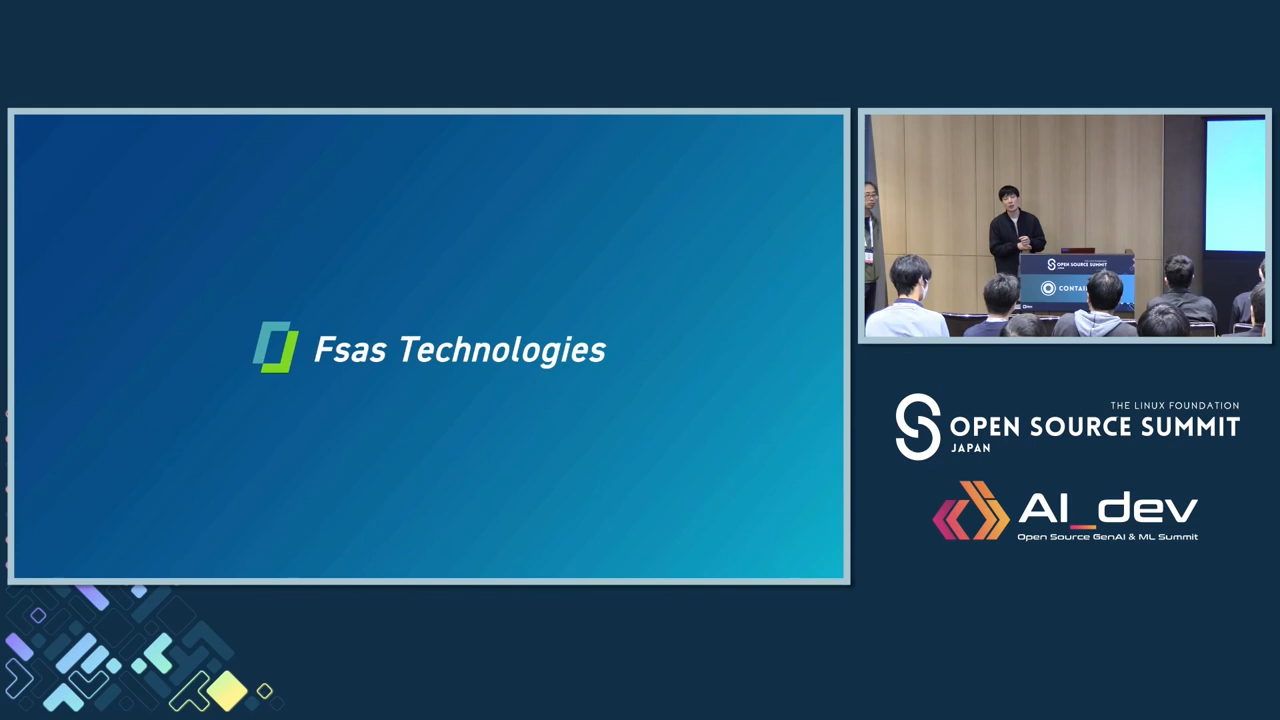 Fsas Technologies
OPEN SOURCE SUMMIT
CONTAI
THE LINUX FOUNDATION
OPEN SOURCE SUMMIT
JAPAN
AI_dev
Open Source GenAI & ML Summit